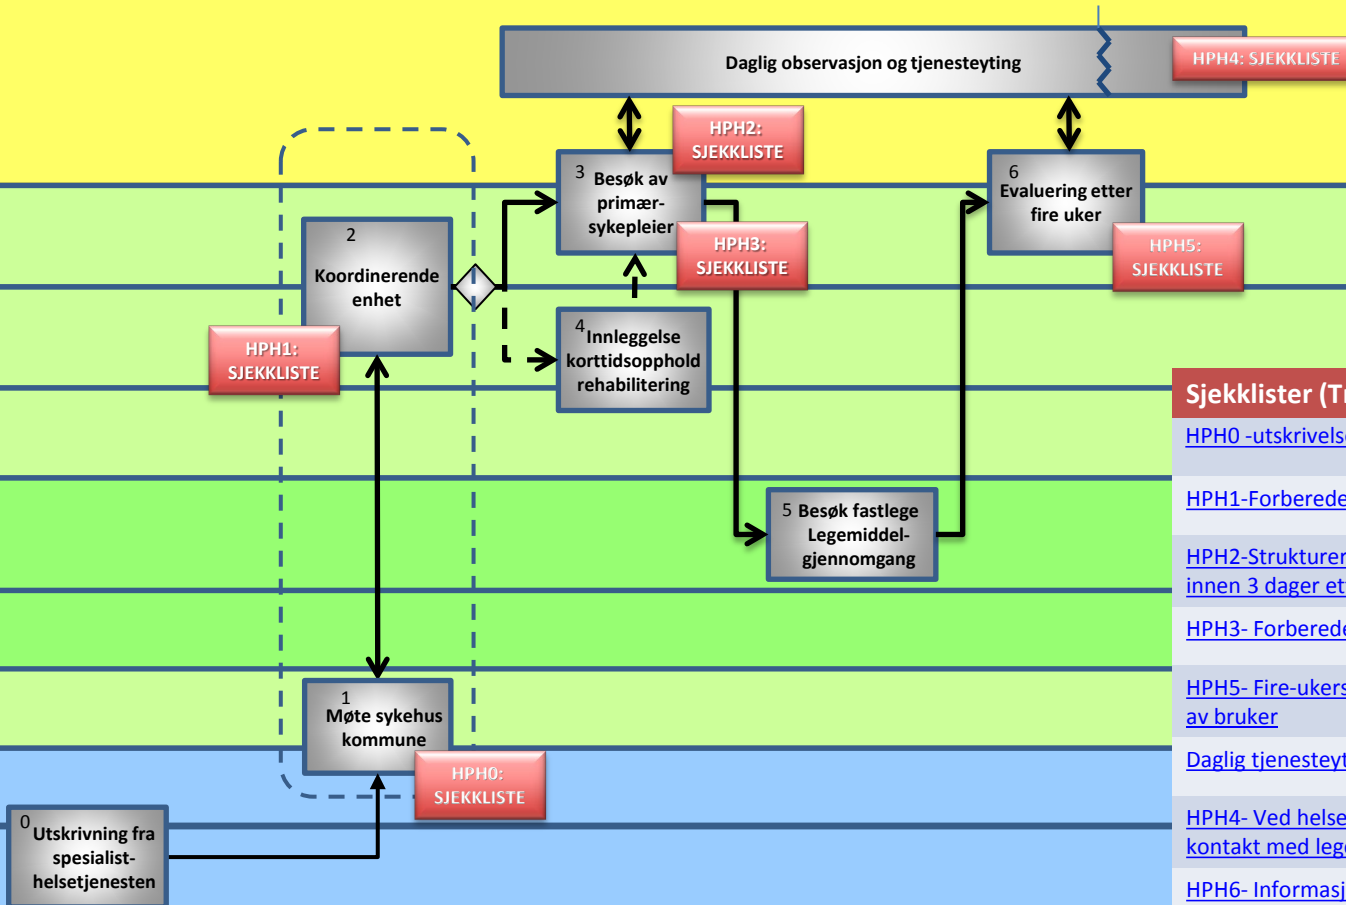 Daglig observasjon og tjenesteyting
HPH4: SJEKKLISTE
HPH2:
SJEKKLISTE
3 Besøk av
primær-
sykepleier
6
Evaluering etter
fire uker
2
Koordinerende
enhet
HPH3:
SJEKKLISTE
HPH5:
SJEKKLISTE
HPH1:
SJEKKLISTE
4 Innleggelse
korttidsopphold
rehabilitering
5 Besøk fastlege
Legemiddel-
gjennomgang
1
Møte sykehus
kommune
HPH0:
SJEKKLISTE
0 Utskrivning fra
spesialist-
helsetjenesten
Sjekklister (Tr
HPH0 -utskrivels
HPH1-Forberede
HPH2-Strukturer
innen 3 dager et
HPH3- Forberede
HPH5- Fire-ukers
av bruker
Daglig tjenesteyt
HPH4- Ved helse
kontakt med lege
HPH6- Informasj